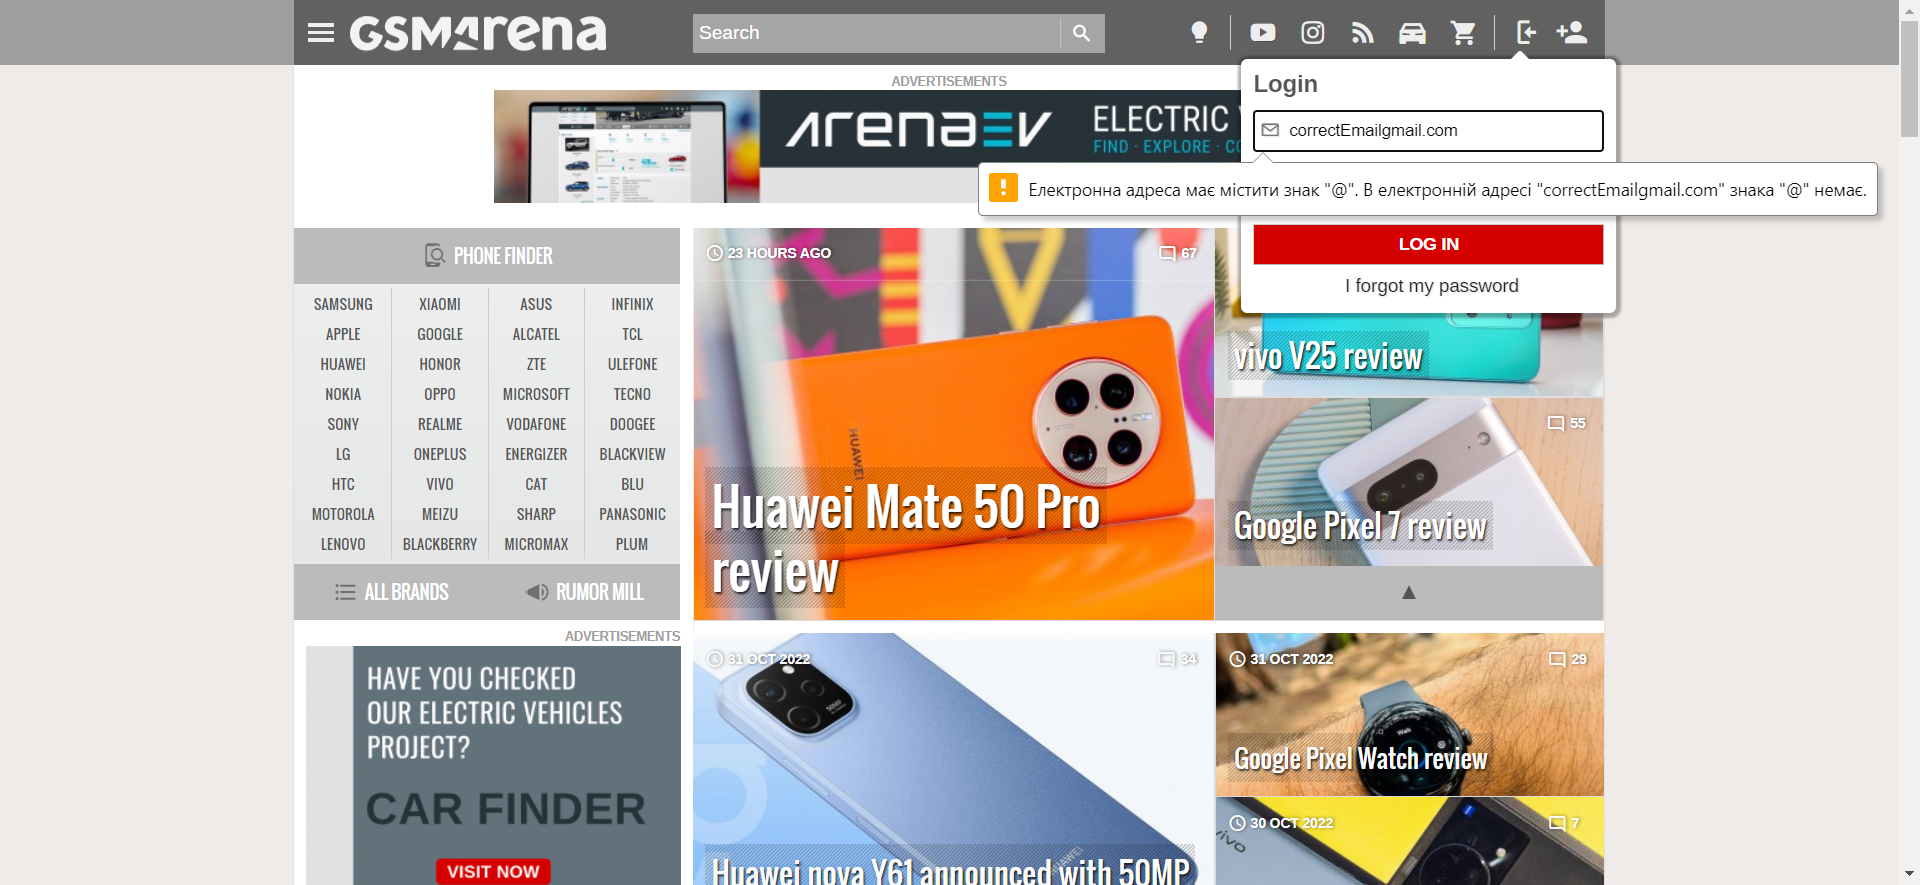 GSMArena
Search
Login
correctEmailgmail.com
Електронна адреса має містити знак "@". В електронній адресі "correctEmailgmail.com" знака "@" немає.
LOG IN
I forgot my password
ADVERTISEMENTS
arenaEV
ELECTRIC
FIND · EXPLORE · CO
PHONE FINDER
SAMSUNG XIAOMI ASUS INFINIX
APPLE GOOGLE ALCATEL TCL
HUAWEI HONOR ZTE ULEFONE
NOKIA OPPO MICROSOFT TECNO
SONY REALME VODAFONE DOOGEE
LG ONEPLUS ENERGIZER BLACKVIEW
HTC VIVO CAT BLU
MOTOROLA MEIZU SHARP PANASONIC
LENOVO BLACKBERRY MICROMAX PLUM
ALL BRANDS RUMOR MILL
ADVERTISEMENTS
HAVE YOU CHECKED
OUR ELECTRIC VEHICLES
PROJECT?
CAR FINDER
VISIT NOW
23 HOURS AGO 67
HUAWEI
Huawei Mate 50 Pro
review
vivo V25 review
55
Google Pixel 7 review
31 OCT 2022 34
50MP
HUAWEI
Huawei nova Y61 announced with 50MP
31 OCT 2022 29
Walk
Google Pixel Watch review
30 OCT 2022 7
vivo